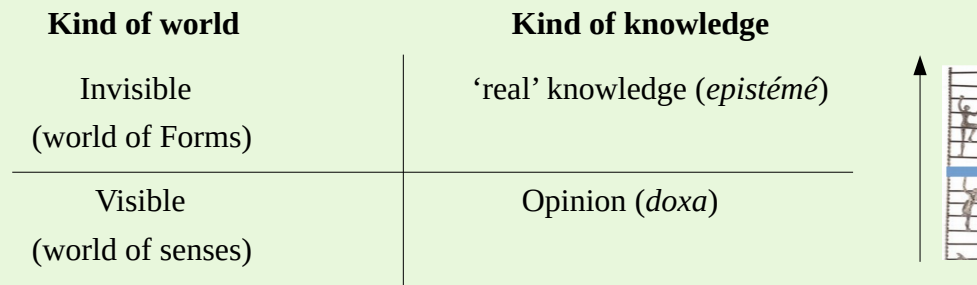 Kind of world Kind of knowledge
Invisible ‘real’ knowledge (epistémé)
(world of Forms)
Visible Opinion (doxa)
(world of senses)